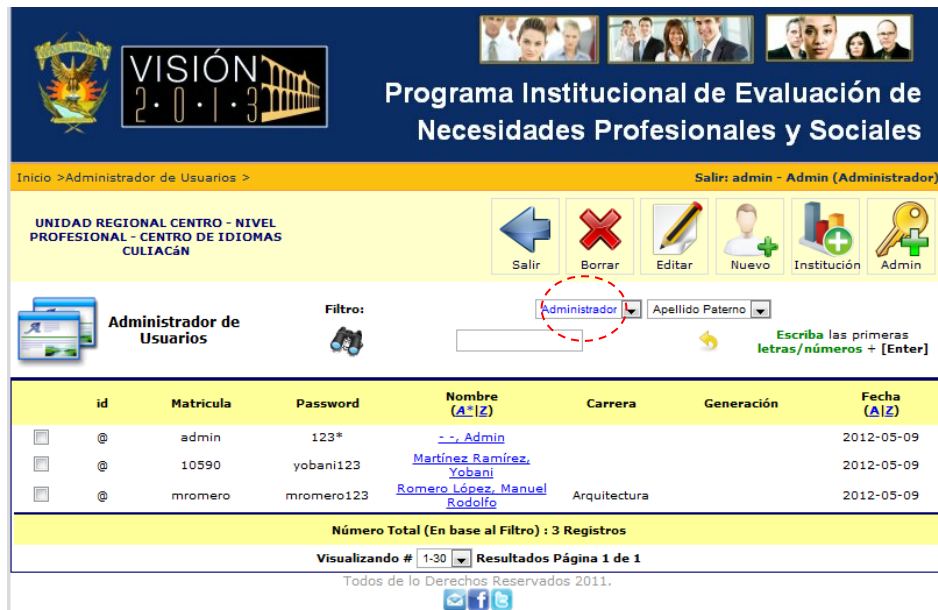 VISIÓN
2·0·1·3
Programa Institucional de Evaluación de
Necesidades Profesionales y Sociales
Inicio >Administrador de Usuarios >
Salir: admin - Admin (Administrador)
UNIDAD REGIONAL CENTRO - NIVEL
PROFESIONAL - CENTRO DE IDIOMAS
CULIACáN
Salir Borrar Editar Nuevo Institución Admin
Administrador de
Usuarios
Filtro:
Administrador Apellido Paterno
Escriba las primeras
letras/números + [Enter]
id Matricula Password Nombre (A*|Z) Carrera Generación Fecha (A|Z)
@ admin 123* - -, Admin 2012-05-09
@ 10590 yobani123 Martínez Ramírez, Yobani 2012-05-09
@ mromero mromero123 Romero López, Manuel Rodolfo Arquitectura 2012-05-09
Número Total (En base al Filtro) : 3 Registros
Visualizando # 1-30 Resultados Página 1 de 1
Todos de lo Derechos Reservados 2011.